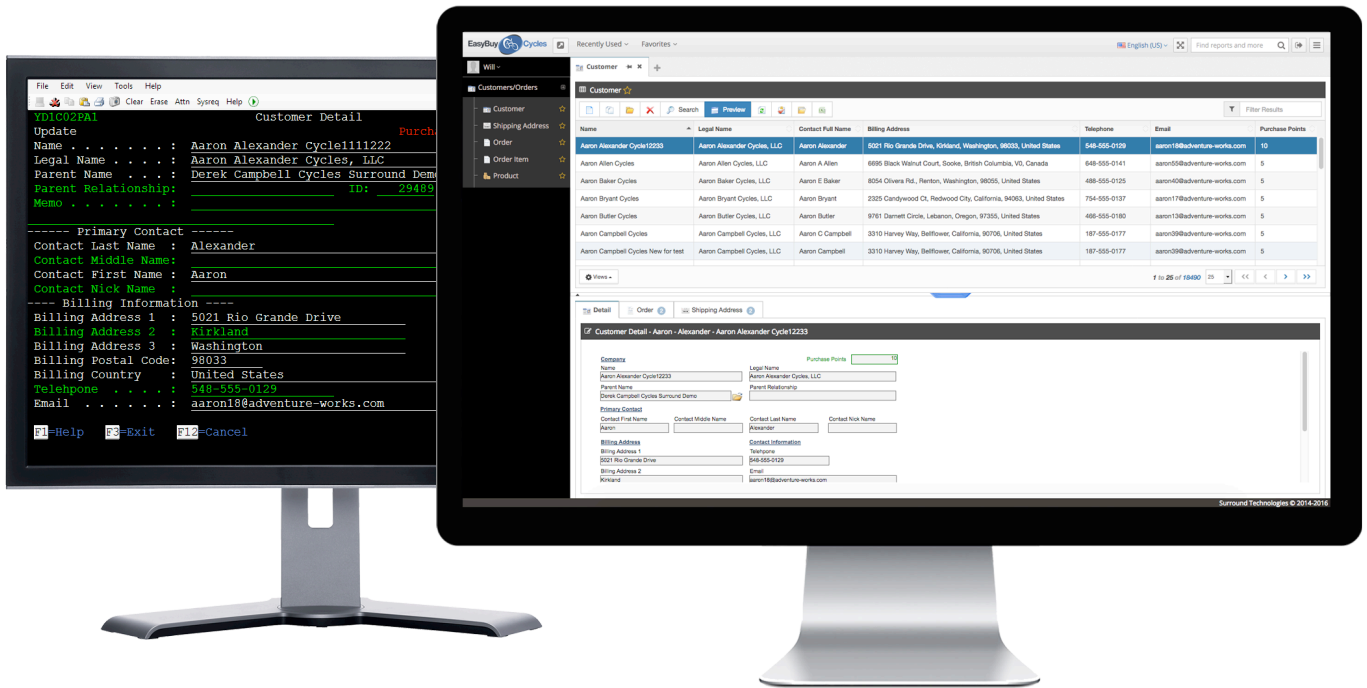 File Edit View Tools Help
Clear Erase Attn Sysreq Help
YD1C02PA1 Customer Detail
Update Purcha
Name . . . . . . . : Aaron Alexander Cycle1111222
Legal Name . . . . : Aaron Alexander Cycles, LLC
Parent Name . . . : Derek Campbell Cycles Surround Demo
Parent Relationship: ID: 29489
Memo . . . . . . . :
------ Primary Contact ------
Contact Last Name : Alexander
Contact Middle Name:
Contact First Name : Aaron
Contact Nick Name :
---- Billing Information ----
Billing Address 1 : 5021 Rio Grande Drive
Billing Address 2 : Kirkland
Billing Address 3 : Washington
Billing Postal Code: 98033
Billing Country : United States
Telehpone . . . . : 548-555-0129
Email . . . . . . : aaron18@adventure-works.com
F1=Help F3=Exit F12=Cancel
EasyBuy Cycles Recently Used Favorites English (US) Find reports and more
Will
Customers/Orders
Customer
Shipping Address
Order
Order Item
Product
Customer
Customer
Search Preview Filter Results
Name Legal Name Contact Full Name Billing Address Telephone Email Purchase Points
Aaron Alexander Cycle12233 Aaron Alexander Cycles, LLC Aaron Alexander 5021 Rio Grande Drive, Kirkland, Washington, 98033, United States 548-555-0129 aaron18@adventure-works.com 10
Aaron Allen Cycles Aaron Allen Cycles, LLC Aaron A Allen 6695 Black Walnut Court, Sooke, British Columbia, V0, Canada 648-555-0141 aaron55@adventure-works.com 5
Aaron Baker Cycles Aaron Baker Cycles, LLC Aaron E Baker 8054 Olivera Rd., Renton, Washington, 98055, United States 488-555-0125 aaron40@adventure-works.com 5
Aaron Bryant Cycles Aaron Bryant Cycles, LLC Aaron Bryant 2325 Candywood Ct, Redwood City, California, 94063, United States 754-555-0137 aaron17@adventure-works.com 5
Aaron Butler Cycles Aaron Butler Cycles, LLC Aaron Butler 9761 Darnett Circle, Lebanon, Oregon, 97355, United States 466-555-0180 aaron13@adventure-works.com 5
Aaron Campbell Cycles Aaron Campbell Cycles, LLC Aaron C Campbell 3310 Harvey Way, Bellflower, California, 90706, United States 187-555-0177 aaron39@adventure-works.com 5
Aaron Campbell Cycles New for test Aaron Campbell Cycles, LLC Aaron Campbell 3310 Harvey Way, Bellflower, California, 90706, United States 187-555-0177 aaron39@adventure-works.com 5
Views 1 to 25 of 18490 25
Detail Order 2 Shipping Address 2
Customer Detail - Aaron - Alexander - Aaron Alexander Cycle12233
Company Purchase Points 10
Name Legal Name
Aaron Alexander Cycle12233 Aaron Alexander Cycles, LLC
Parent Name Parent Relationship
Derek Campbell Cycles Surround Demo
Primary Contact
Contact First Name Contact Middle Name Contact Last Name Contact Nick Name
Aaron Alexander
Billing Address Contact Information
Billing Address 1 Telehpone
5021 Rio Grande Drive 548-555-0129
Billing Address 2 Email
Kirkland aaron18@adventure-works.com
Surround Technologies © 2014-2016